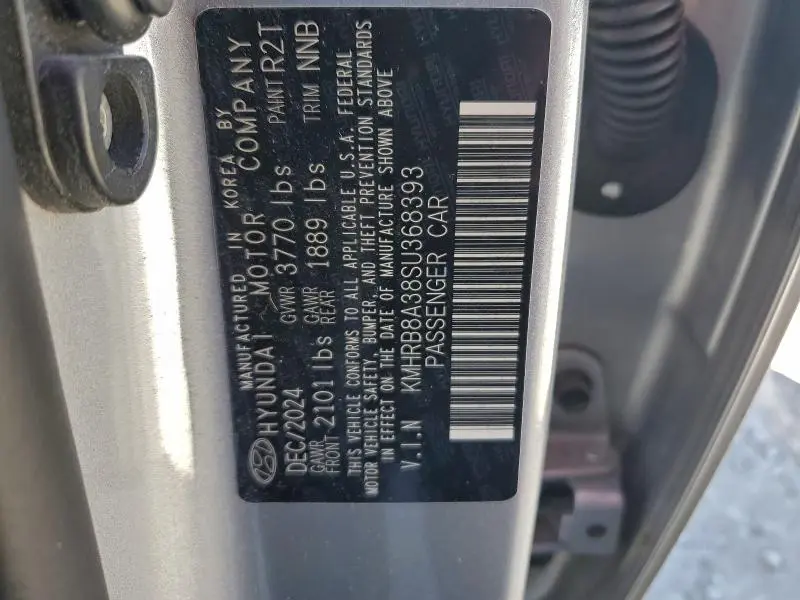 MANUFACTURED IN KOREA BY
HYUNDAI MOTOR COMPANY
DEC/2024 GVWR 3770 lbs PAINT R2T
GAWR FRONT 2101 lbs GAWR REAR 1889 lbs TRIM NNB
THIS VEHICLE CONFORMS TO ALL APPLICABLE U.S.A. FEDERAL
MOTOR VEHICLE SAFETY, BUMPER, AND THEFT PREVENTION STANDARDS
IN EFFECT ON THE DATE OF MANUFACTURE SHOWN ABOVE
V.I.N KMHRB8A38SU368393
PASSENGER CAR